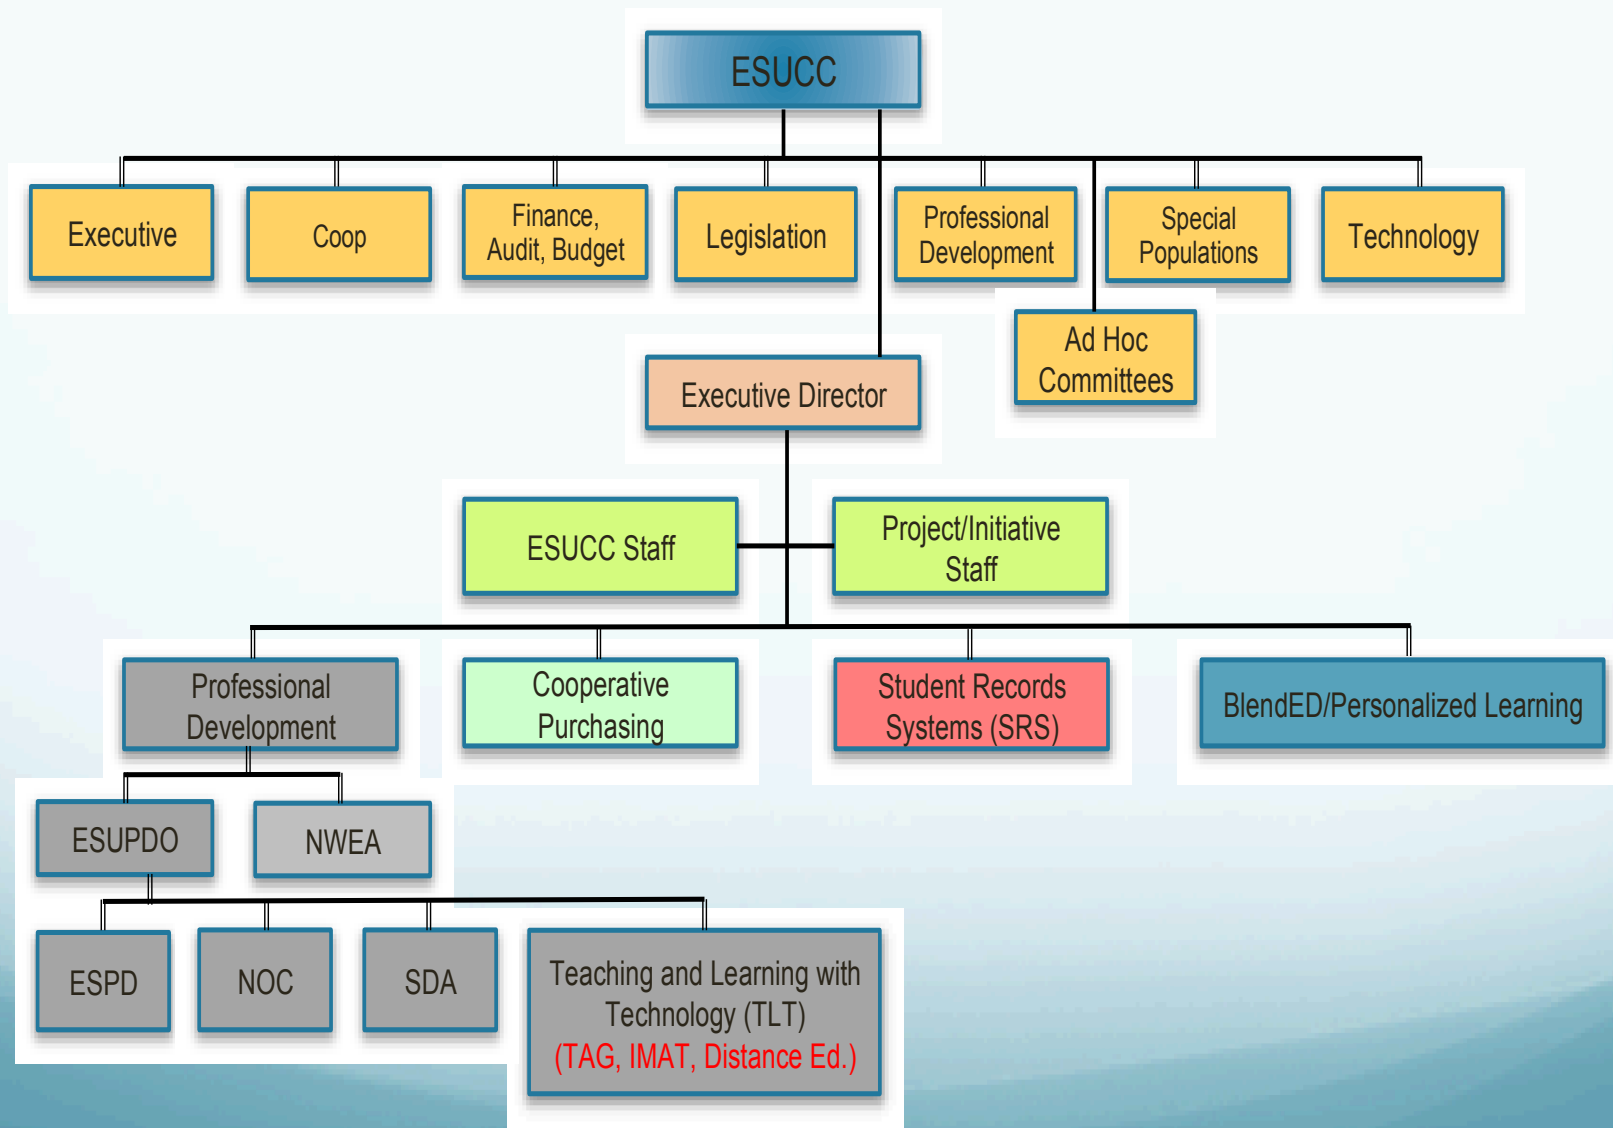 ESUCC
Executive
Coop
Finance,
Audit, Budget
Legislation
Professional
Development
Special
Populations
Technology
Ad Hoc
Committees
Executive Director
ESUCC Staff
Project/Initiative
Staff
Professional
Development
Cooperative
Purchasing
Student Records
Systems (SRS)
BlendED/Personalized Learning
ESUPDO
NWEA
ESPD
NOC
SDA
Teaching and Learning with
Technology (TLT)
(TAG, IMAT, Distance Ed.)